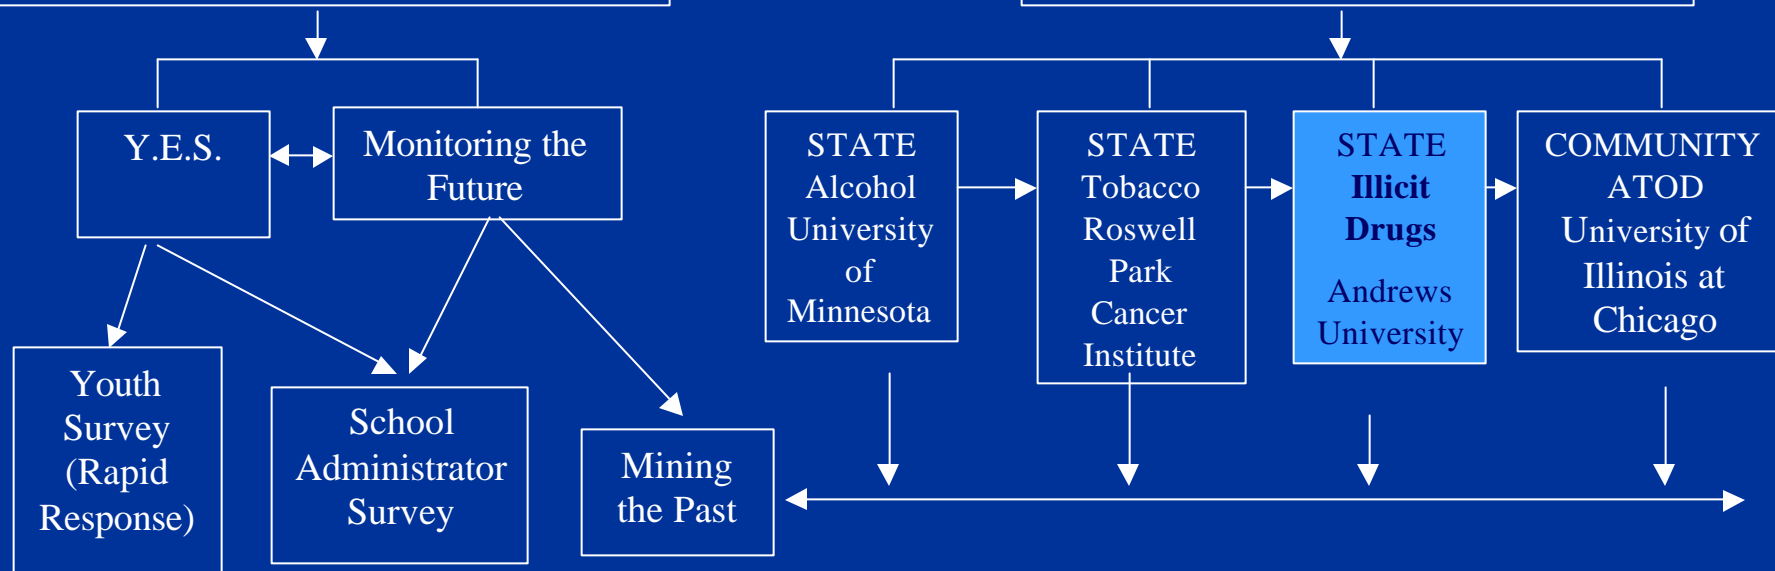 Y.E.S.
Monitoring the
Future
STATE
Alcohol
University
of
Minnesota
STATE
Tobacco
Roswell
Park
Cancer
Institute
STATE
Illicit
Drugs
Andrews
University
COMMUNITY
ATOD
University of
Illinois at
Chicago
Youth
Survey
(Rapid
Response)
School
Administrator
Survey
Mining
the Past